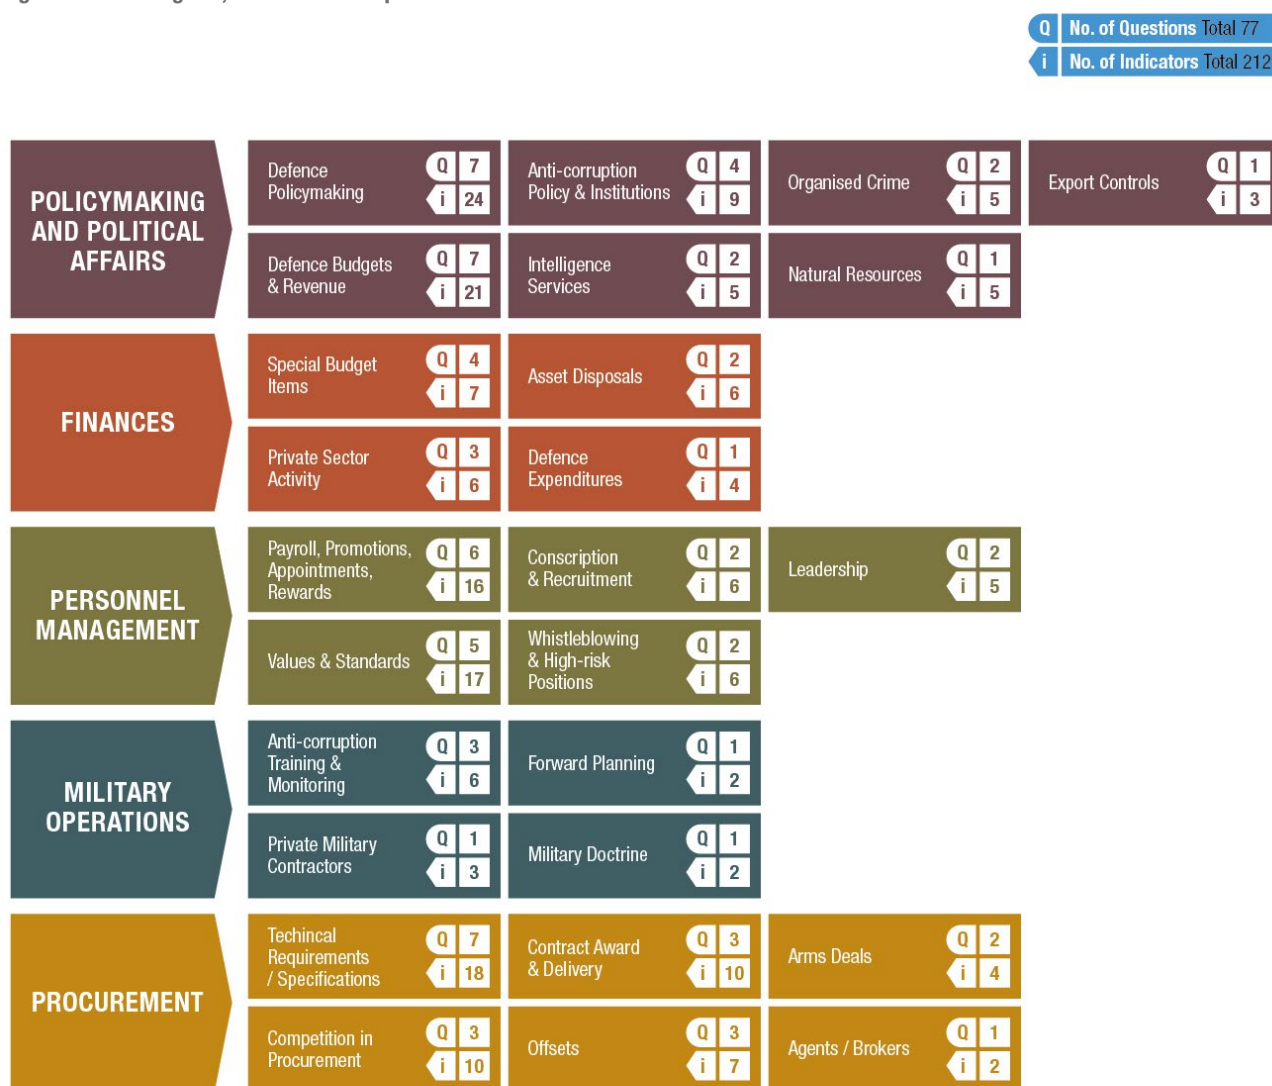 Q No. of Questions Total 77
i No. of Indicators Total 212
POLICYMAKING
AND POLITICAL
AFFAIRS
Defence
Policymaking
Q 7
i 24
Anti-corruption
Policy & Institutions
Q 4
i 9
Organised Crime
Q 2
i 5
Export Controls
Q 1
i 3
Defence Budgets
& Revenue
Q 7
i 21
Intelligence
Services
Q 2
i 5
Natural Resources
Q 1
i 5
FINANCES
Special Budget
Items
Q 4
i 7
Asset Disposals
Q 2
i 6
Private Sector
Activity
Q 3
i 6
Defence
Expenditures
Q 1
i 4
PERSONNEL
MANAGEMENT
Payroll, Promotions,
Appointments,
Rewards
Q 6
i 16
Conscription
& Recruitment
Q 2
i 6
Leadership
Q 2
i 5
Values & Standards
Q 5
i 17
Whistleblowing
& High-risk
Positions
Q 2
i 6
MILITARY
OPERATIONS
Anti-corruption
Training &
Monitoring
Q 3
i 6
Forward Planning
Q 1
i 2
Private Military
Contractors
Q 1
i 3
Military Doctrine
Q 1
i 2
PROCUREMENT
Techincal
Requirements
/ Specifications
Q 7
i 18
Contract Award
& Delivery
Q 3
i 10
Arms Deals
Q 2
i 4
Competition in
Procurement
Q 3
i 10
Offsets
Q 3
i 7
Agents / Brokers
Q 1
i 2